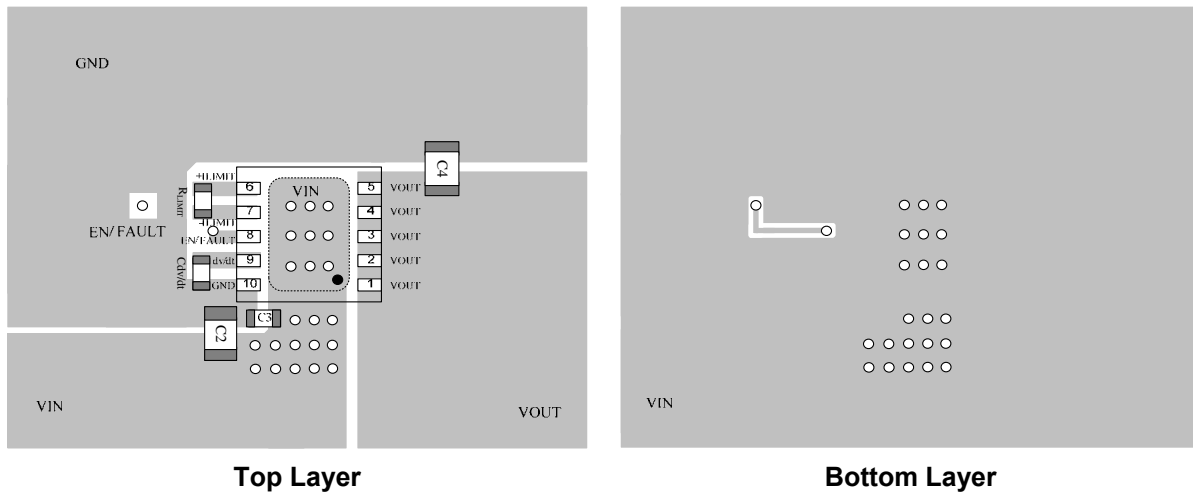 GND
+ILIMIT
RLIMIT
6
VIN
5
VOUT
C4
7
4
VOUT
+ILIMIT
EN/ FAULT
EN/FAULT
8
3
VOUT
Cdv/dt
dv/dt
9
2
VOUT
GND
10
1
VOUT
C2
C3
VIN
VOUT
VIN
Top Layer
Bottom Layer